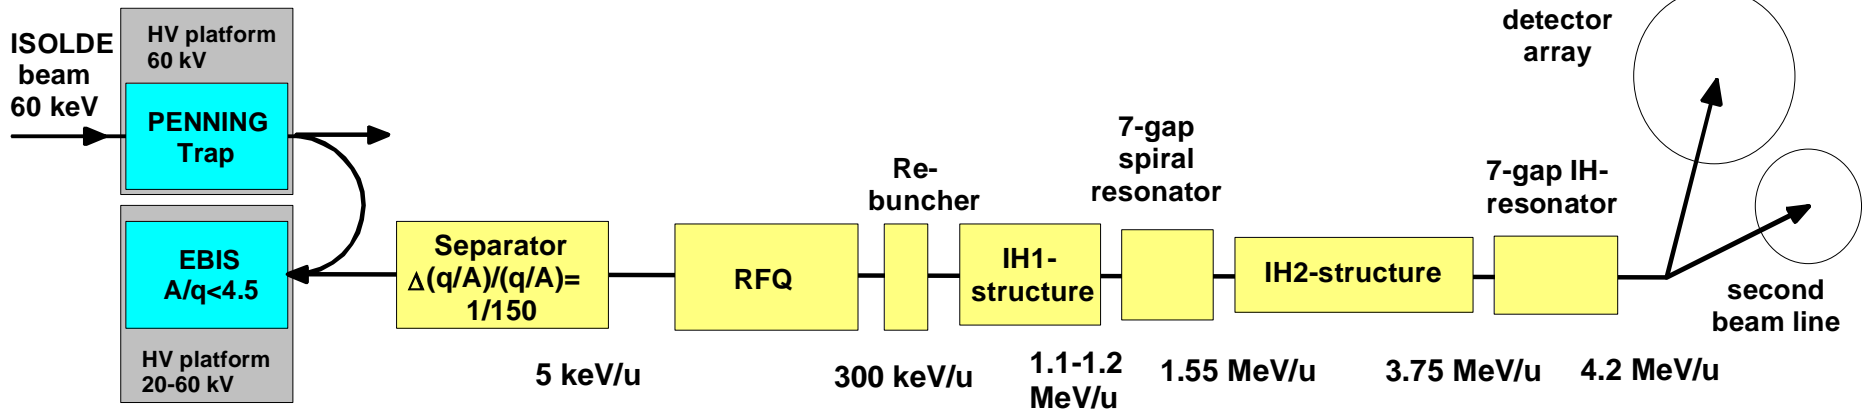 ISOLDE
beam
60 keV
HV platform
60 kV
PENNING
Trap
EBIS
A/q<4.5
HV platform
20-60 kV
Separator
Δ(q/A)/(q/A)=
1/150
5 keV/u
RFQ
300 keV/u
Re-
buncher
IH1-
structure
1.1-1.2
MeV/u
7-gap
spiral
resonator
1.55 MeV/u
IH2-structure
3.75 MeV/u
7-gap IH-
resonator
4.2 MeV/u
detector
array
second
beam line